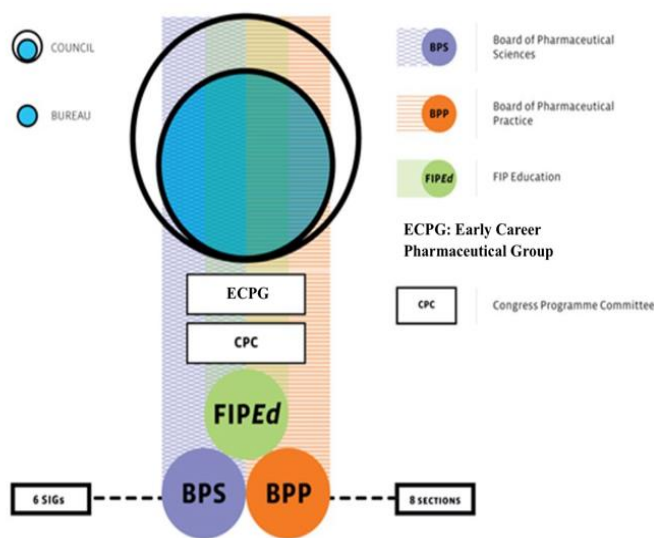 COUNCIL
BUREAU
BPS
Board of Pharmaceutical
Sciences
BPP
Board of Pharmaceutical
Practice
FIPEd
FIP Education
ECPG: Early Career
Pharmaceutical Group
CPC
Congress Programme Committee
ECPG
CPC
FIPEd
BPS
BPP
6 SIGs
8 SECTIONS